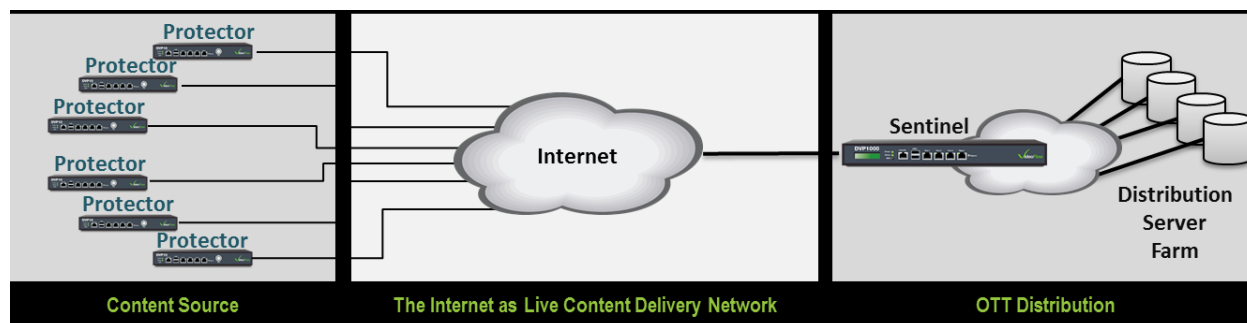 Protector
Protector
Protector
Protector
Protector
Protector
Internet
Sentinel
DVP1000
Distribution
Server
Farm
Content Source
The Internet as Live Content Delivery Network
OTT Distribution